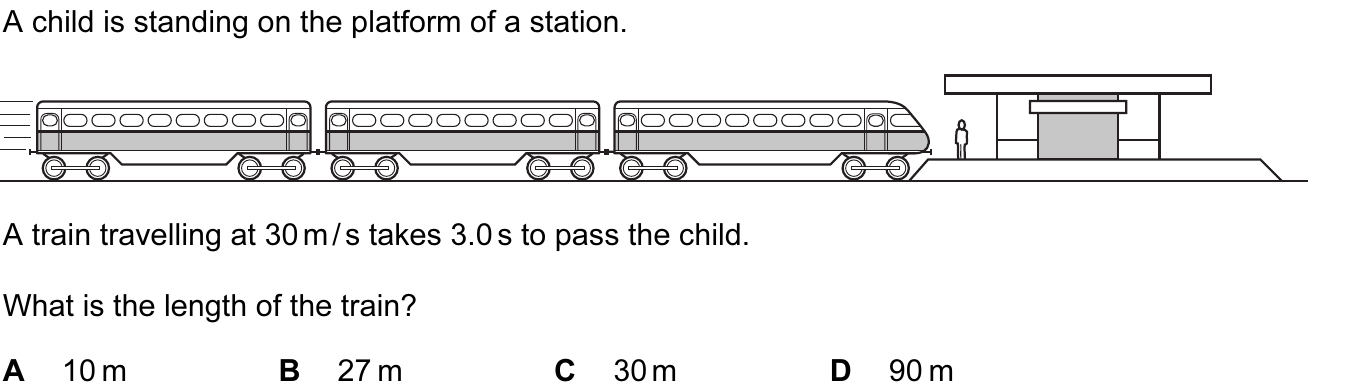 A child is standing on the platform of a station.
A train travelling at 30 m / s takes 3.0 s to pass the child.
What is the length of the train?
A 10 m B 27 m C 30 m D 90 m